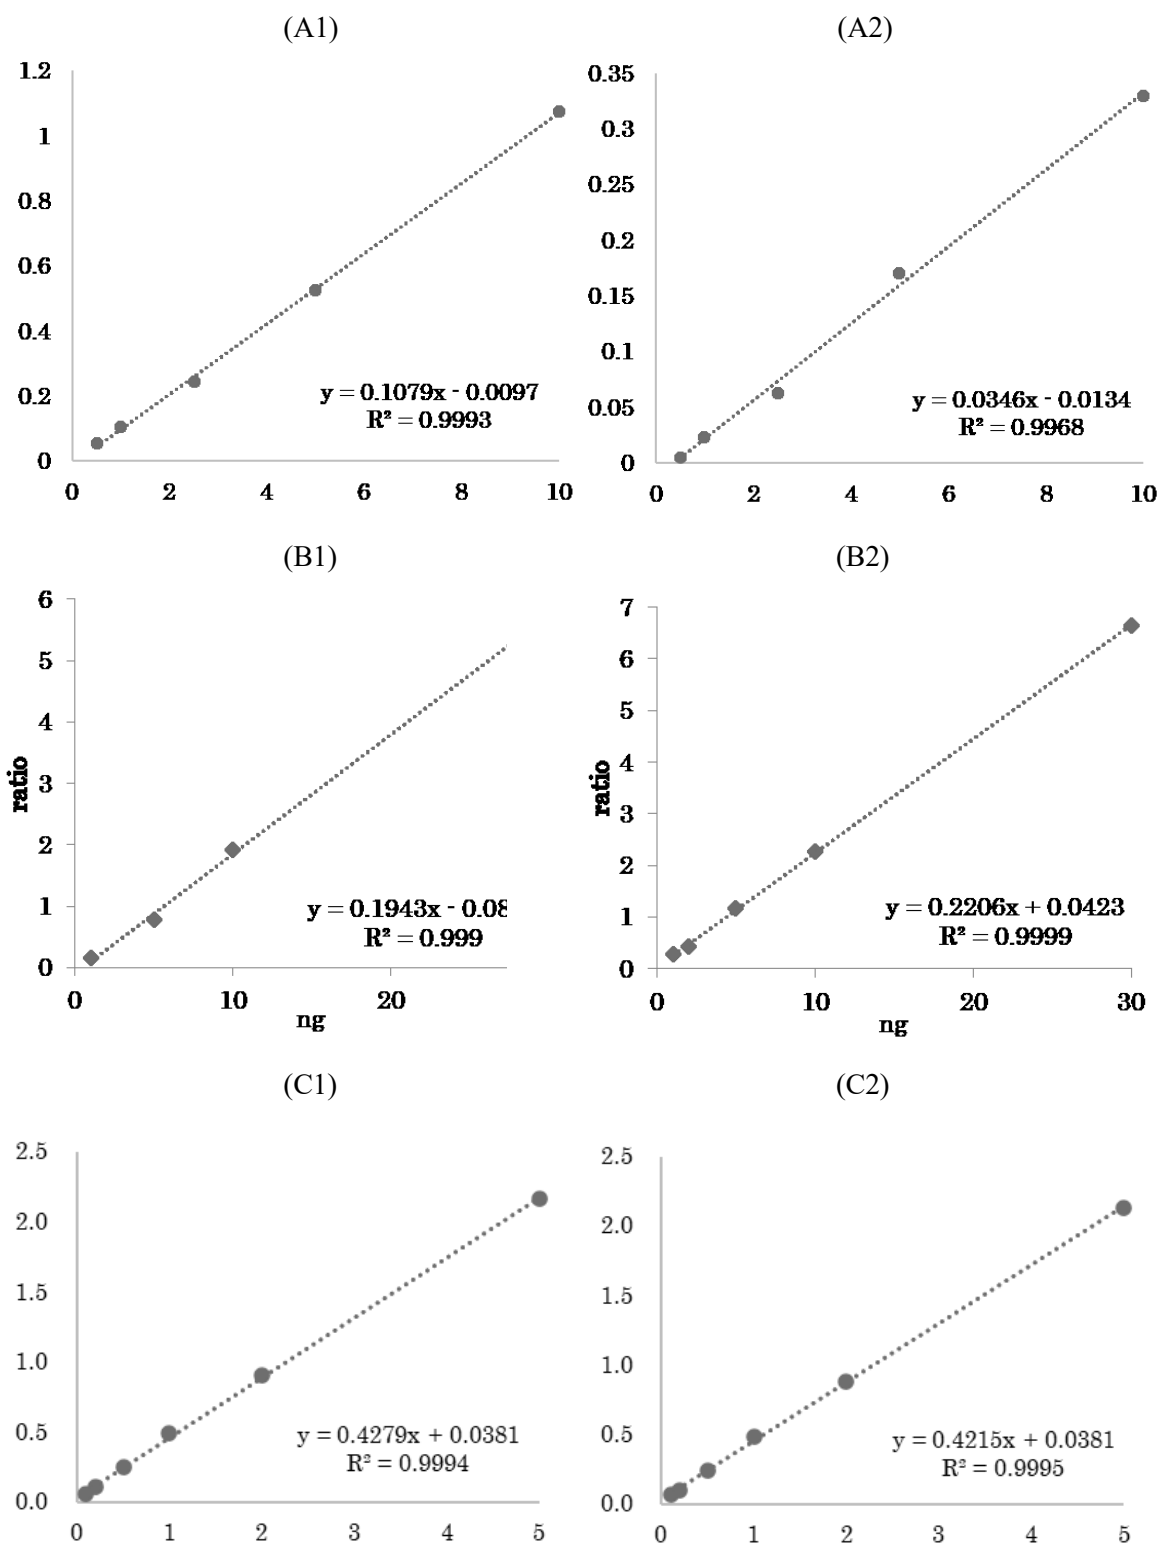 (A1)
1.2
1
0.8
0.6
0.4
0.2
0
0 2 4 6 8 10
y = 0.1079x - 0.0097
R² = 0.9993
(A2)
0.35
0.3
0.25
0.2
0.15
0.1
0.05
0
0 2 4 6 8 10
y = 0.0346x - 0.0134
R² = 0.9968
(B1)
6
5
4
3
2
1
0
ratio
0 10 20
ng
y = 0.1943x - 0.08
R² = 0.999
(B2)
7
6
5
4
3
2
1
0
ratio
0 10 20 30
ng
y = 0.2206x + 0.0423
R² = 0.9999
(C1)
2.5
2.0
1.5
1.0
0.5
0.0
0 1 2 3 4 5
y = 0.4279x + 0.0381
R² = 0.9994
(C2)
2.5
2.0
1.5
1.0
0.5
0.0
0 1 2 3 4 5
y = 0.4215x + 0.0381
R² = 0.9995